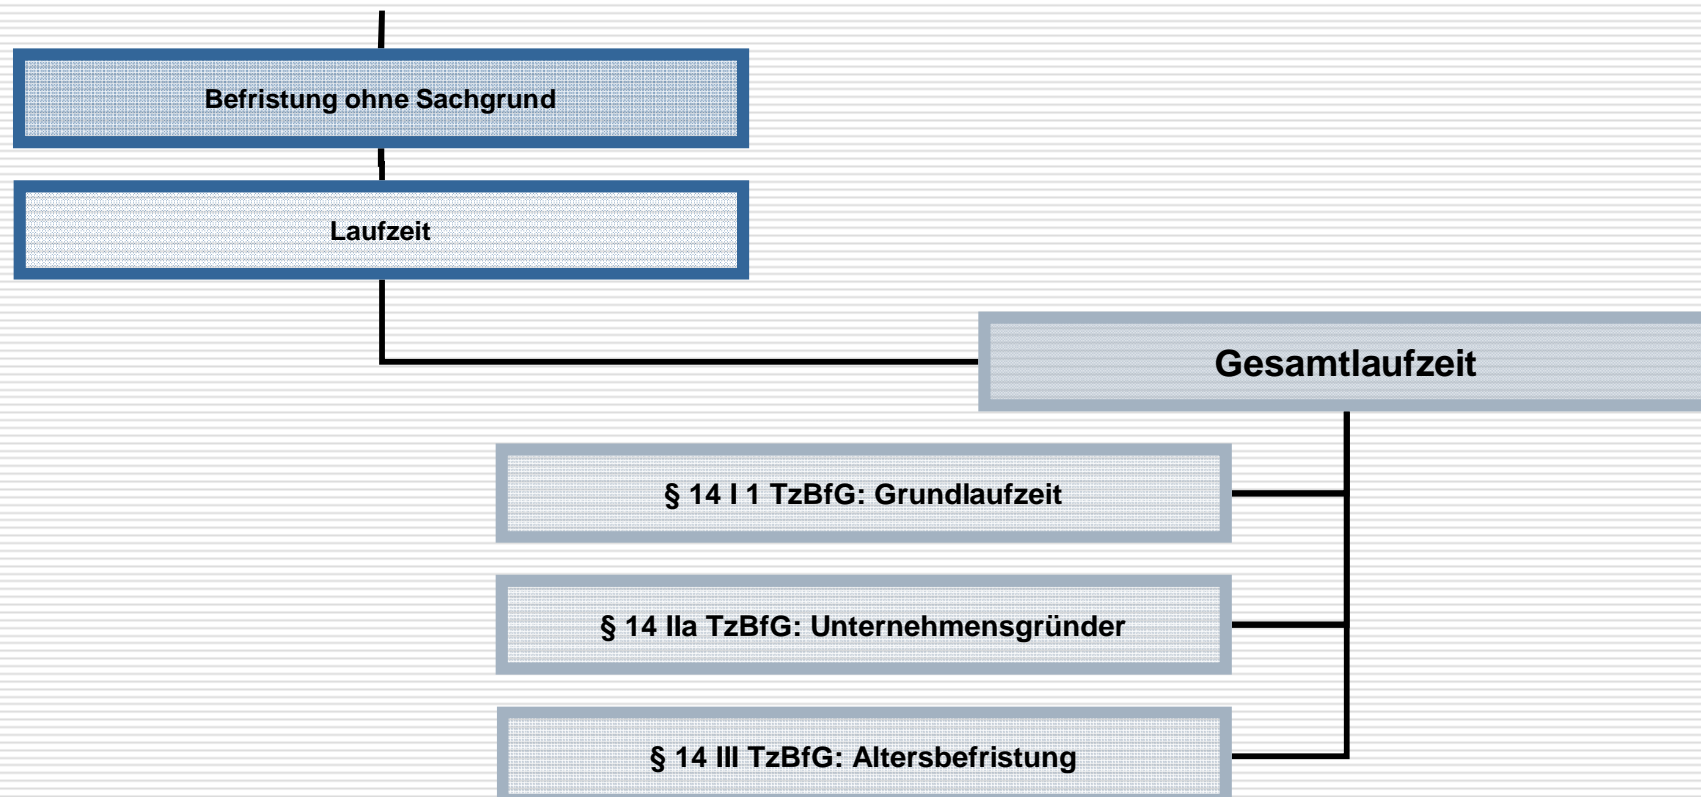 Befristung ohne Sachgrund
Laufzeit
Gesamtlaufzeit
§ 14 I 1 TzBfG: Grundlaufzeit
§ 14 IIa TzBfG: Unternehmensgründer
§ 14 III TzBfG: Altersbefristung